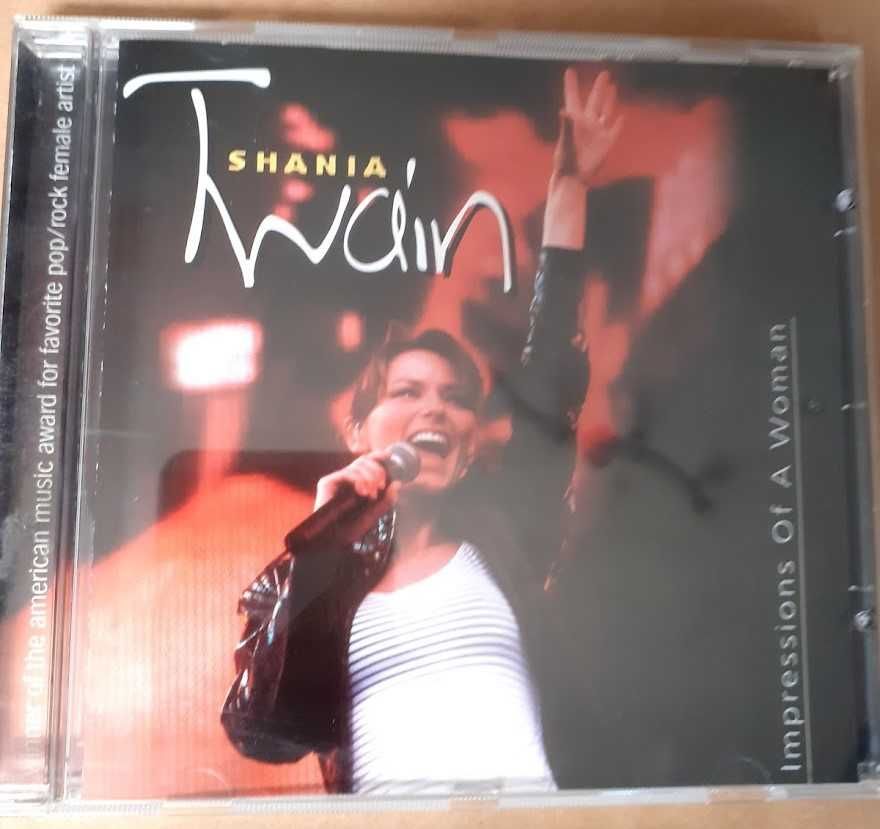 SHANIA
Twain
Impressions Of A Woman
of the american music award for favorite pop/rock female artist